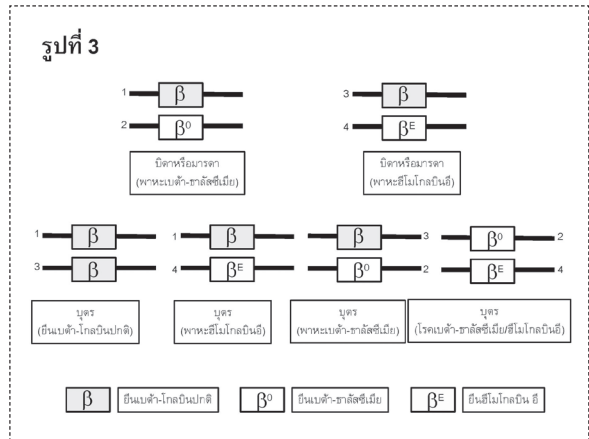 รูปที่ 3
1 β
3 β
2 β⁰
4 βᴱ
บิดาหรือมารดา
(พาหะเบต้า-ธาลัสซีเมีย)
บิดาหรือมารดา
(พาหะฮีโมโกลบินอี)
1 β
1 β
β 3
β⁰ 2
3 β
4 βᴱ
β⁰ 2
βᴱ 4
บุตร
(ยีนเบต้า-โกลบินปกติ)
บุตร
(พาหะฮีโมโกลบินอี)
บุตร
(พาหะเบต้า-ธาลัสซีเมีย)
บุตร
(โรคเบต้า-ธาลัสซีเมีย/ฮีโมโกลบินอี)
β ยีนเบต้า-โกลบินปกติ
β⁰ ยีนเบต้า-ธาลัสซีเมีย
βᴱ ยีนฮีโมโกลบิน อี